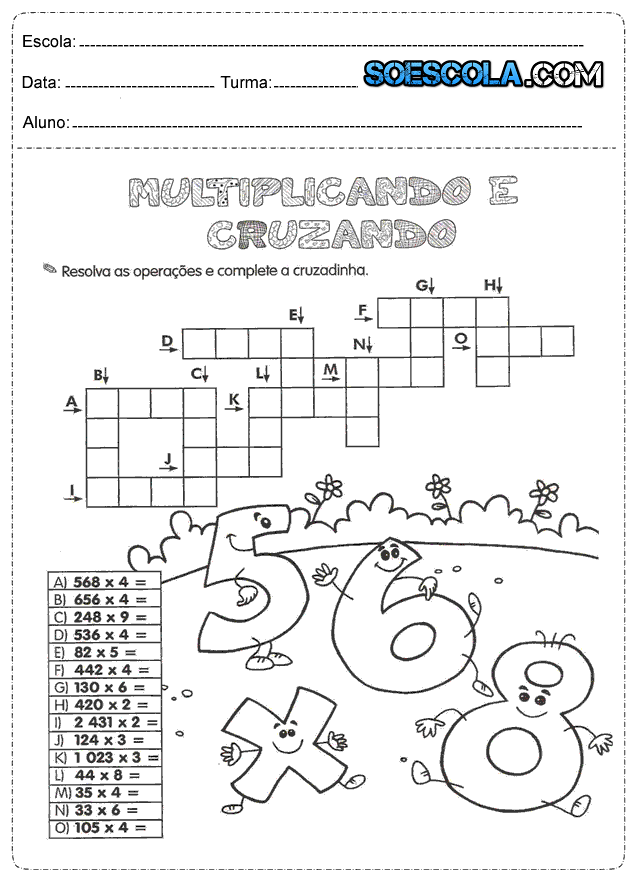 Escola:
Data: Turma: SOESCOLA.COM
Aluno:
MULTIPLICANDO E
CRUZANDO
Resolva as operações e complete a cruzadinha.
G↓ H↓
E↓ F
D N↓ O
B↓ C↓ L↓ M
A K
J
I
A) 568 x 4 =
B) 656 x 4 =
C) 248 x 9 =
D) 536 x 4 =
E) 82 x 5 =
F) 442 x 4 =
G) 130 x 6 =
H) 420 x 2 =
I) 2 431 x 2 =
J) 124 x 3 =
K) 1 023 x 3 =
L) 44 x 8 =
M) 35 x 4 =
N) 33 x 6 =
O) 105 x 4 =